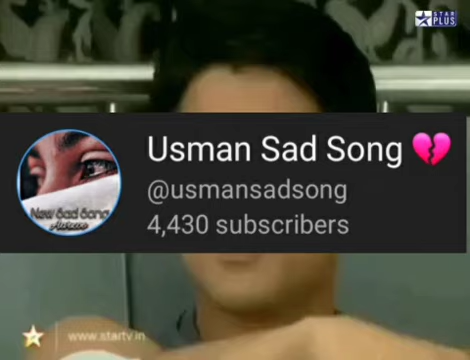 STAR
PLUS
Usman Sad Song 💔
@usmansadsong
4,430 subscribers
New Sad Song
www.startv.in